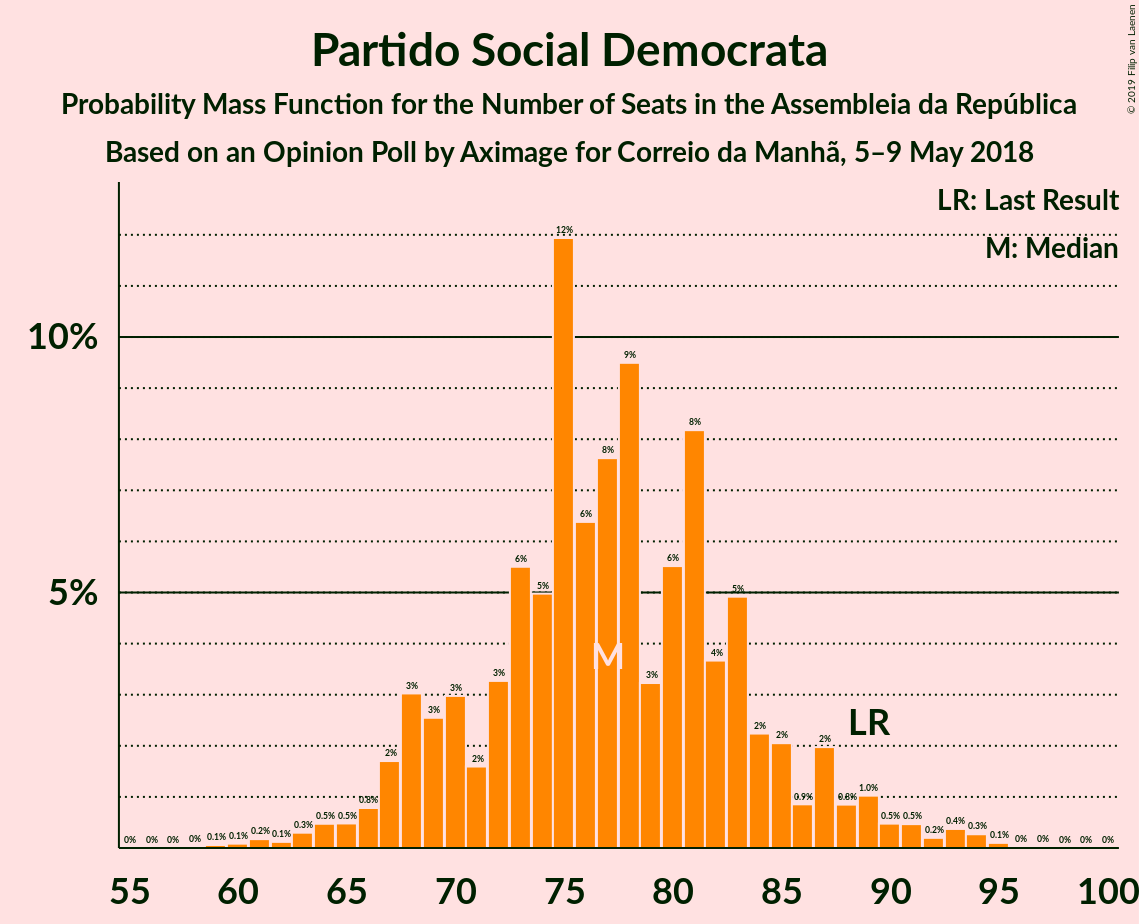 Partido Social Democrata
Probability Mass Function for the Number of Seats in the Assembleia da República
Based on an Opinion Poll by Aximage for Correio da Manhã, 5–9 May 2018
© 2019 Filip van Laenen
LR: Last Result
M: Median
10%
5%
0% 0% 0% 0% 0.1% 0.1% 0.2% 0.1% 0.3% 0.5% 0.5% 0.8% 2% 3% 3% 3% 2% 3% 6% 5% 12% 6% 8% 9% 3% 6% 8% 4% 5% 2% 2% 0.9% 2% 0.8% 1.0% 0.5% 0.5% 0.2% 0.4% 0.3% 0.1% 0% 0% 0% 0% 0%
M
LR
55 60 65 70 75 80 85 90 95 100